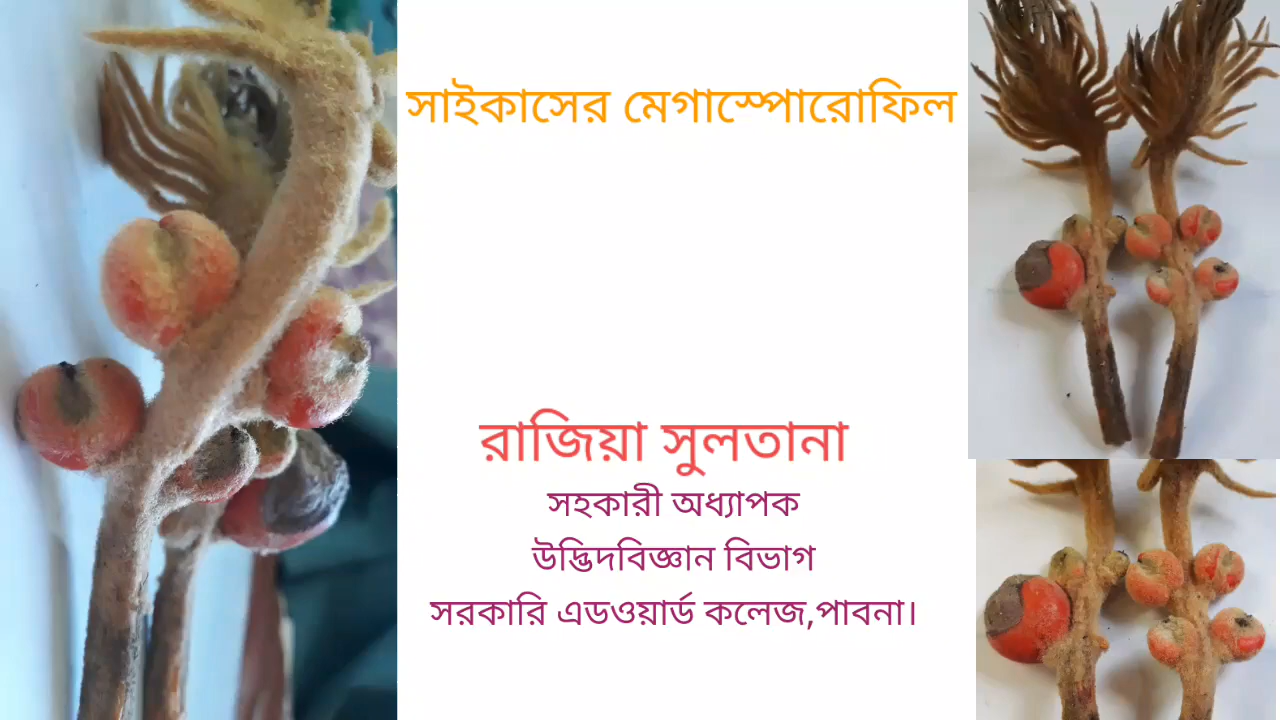 সাইকাসের মেগাস্পোরোফিল
রাজিয়া সুলতানা
সহকারী অধ্যাপক
উদ্ভিদবিজ্ঞান বিভাগ
সরকারি এডওয়ার্ড কলেজ,পাবনা।